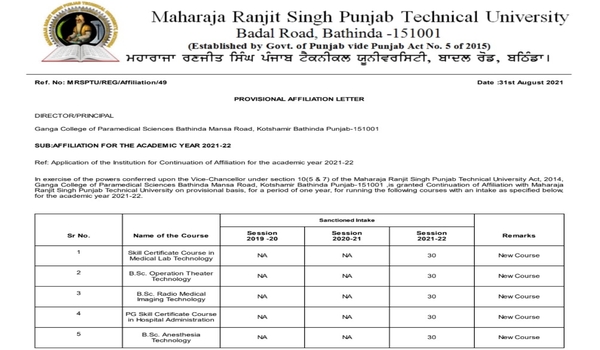 Maharaja Ranjit Singh Punjab Technical University
Badal Road, Bathinda -151001
(Established by Govt. of Punjab vide Punjab Act No. 5 of 2015)
ਮਹਾਰਾਜਾ ਰਣਜੀਤ ਸਿੰਘ ਪੰਜਾਬ ਟੈਕਨੀਕਲ ਯੂਨੀਵਰਸਿਟੀ, ਬਾਦਲ ਰੋਡ, ਬਠਿੰਡਾ।
Ref. No: MRSPTU/REG/Affiliation/49 Date :31st August 2021
PROVISIONAL AFFILIATION LETTER
DIRECTOR/PRINCIPAL
Ganga College of Paramedical Sciences Bathinda Mansa Road, Kotshamir Bathinda Punjab-151001
SUB:AFFILIATION FOR THE ACADEMIC YEAR 2021-22
Ref: Application of the Institution for Continuation of Affiliation for the academic year 2021-22
In exercise of the powers conferred upon the Vice-Chancellor under section 10(5 & 7) of the Maharaja Ranjit Singh Punjab Technical University Act, 2014,
Ganga College of Paramedical Sciences Bathinda Mansa Road, Kotshamir Bathinda Punjab-151001 ,is granted Continuation of Affiliation with Maharaja
Ranjit Singh Punjab Technical University on provisional basis, for a period of one year, for running the following courses with an intake as specified below,
for the academic year 2021-22.
Sanctioned Intake
Sr No. Name of the Course Session 2019 -20 Session 2020-21 Session 2021-22 Remarks
1 Skill Certificate Course in Medical Lab Technology NA NA 30 New Course
2 B.Sc. Operation Theater Technology NA NA 30 New Course
3 B.Sc. Radio Medical Imaging Technology NA NA 30 New Course
4 PG Skill Certificate Course in Hospital Administration NA NA 30 New Course
5 B.Sc. Anesthesia Technology NA NA 30 New Course